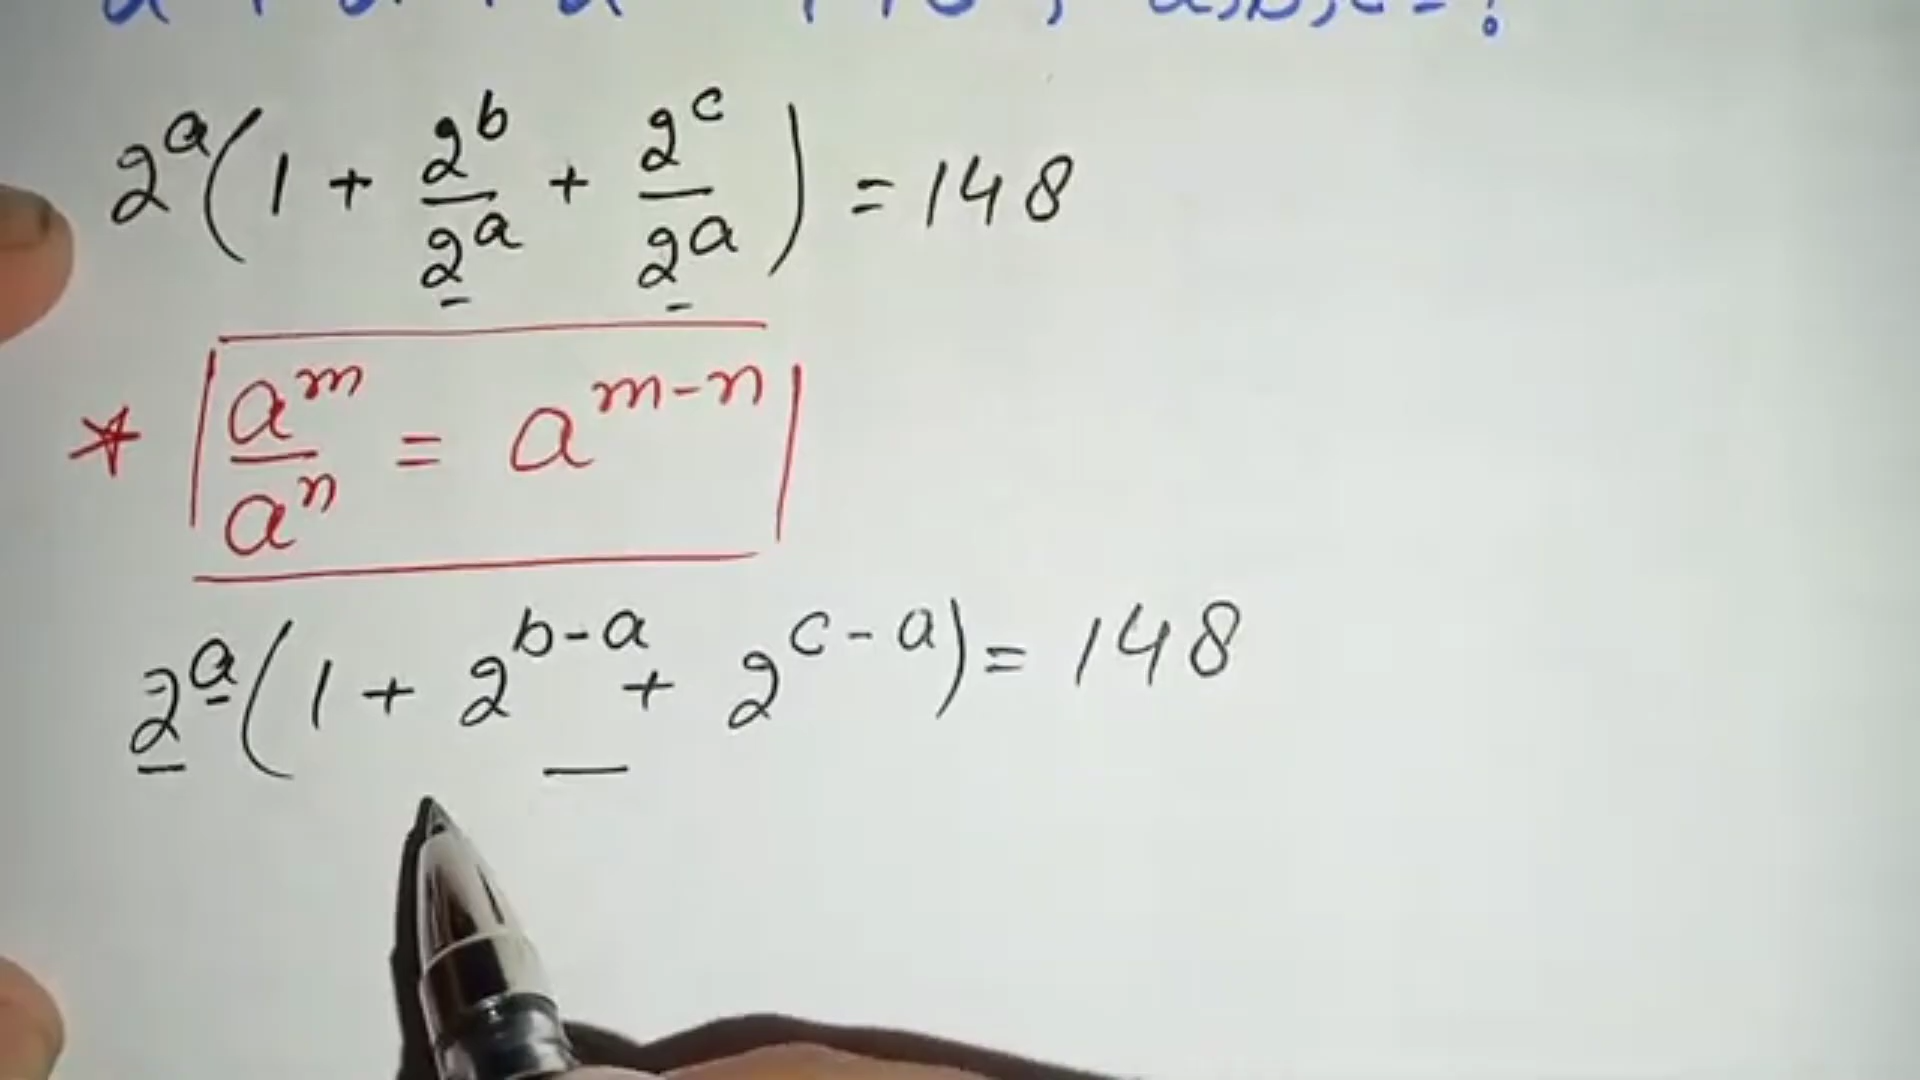 2^a (1 + 2^b/2^a + 2^c/2^a) = 148
* a^m/a^n = a^(m-n)
2^a (1 + 2^(b-a) + 2^(c-a)) = 148